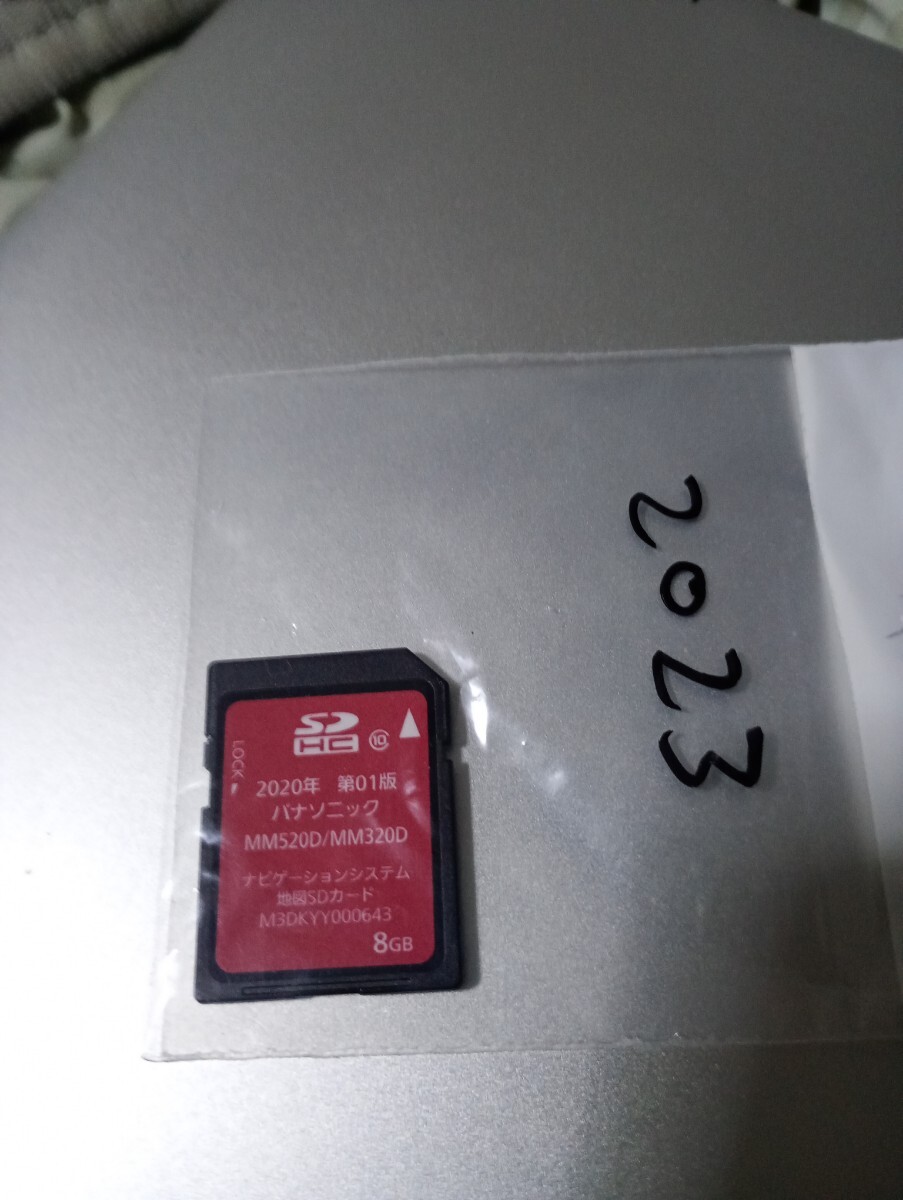 2023
SD
HC
10
LOCK
2020年 第01版
パナソニック
MM520D/MM320D
ナビゲーションシステム
地図SDカード
M3DKYY000643
8GB